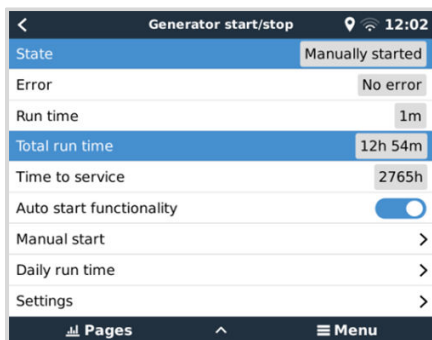 Generator start/stop 12:02
State Manually started
Error No error
Run time 1m
Total run time 12h 54m
Time to service 2765h
Auto start functionality
Manual start
Daily run time
Settings
Pages Menu